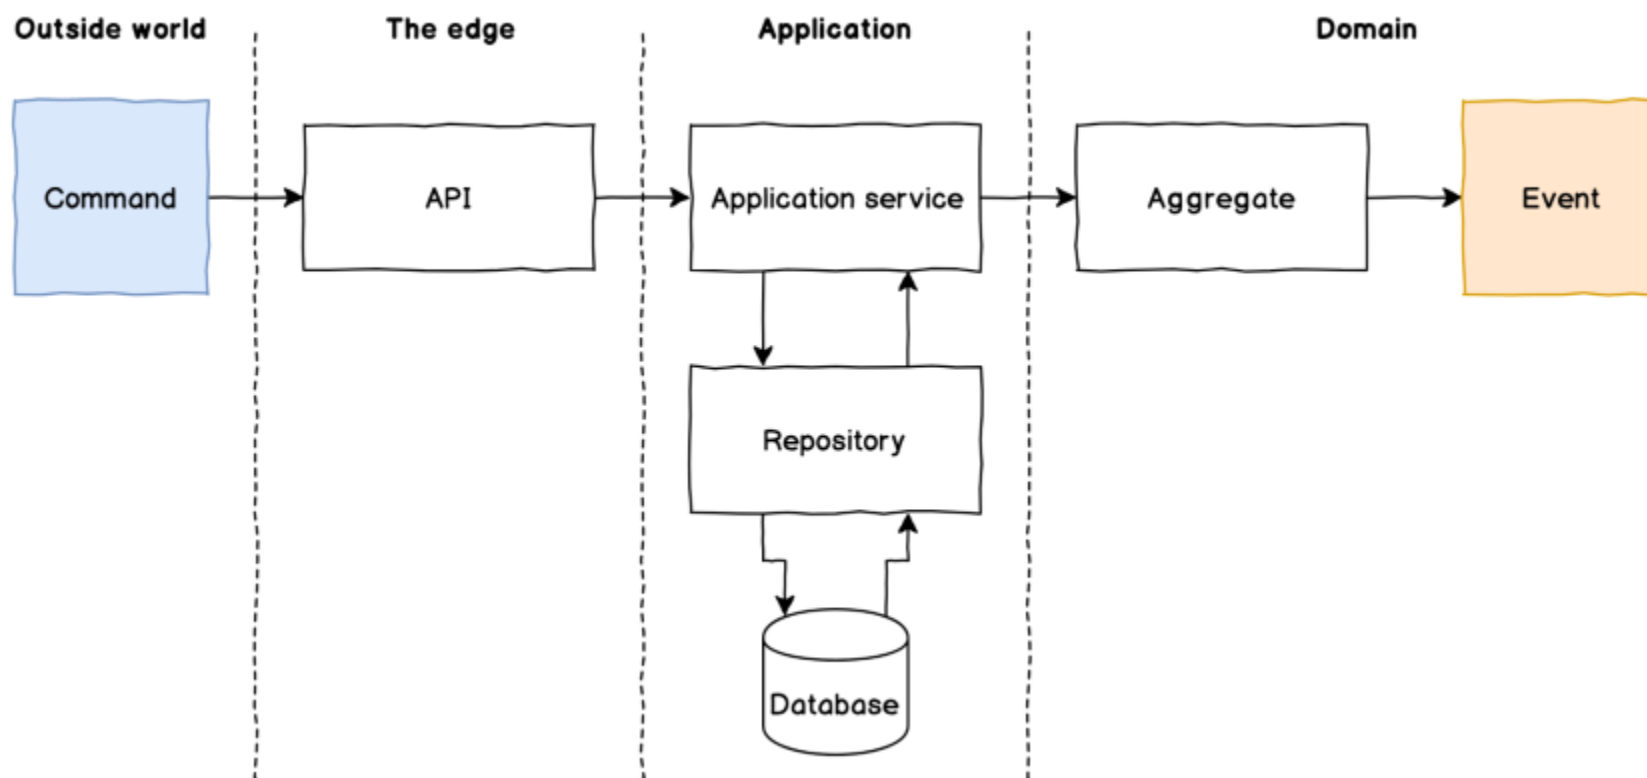 Outside world
The edge
Application
Domain
Command
API
Application service
Aggregate
Event
Repository
Database